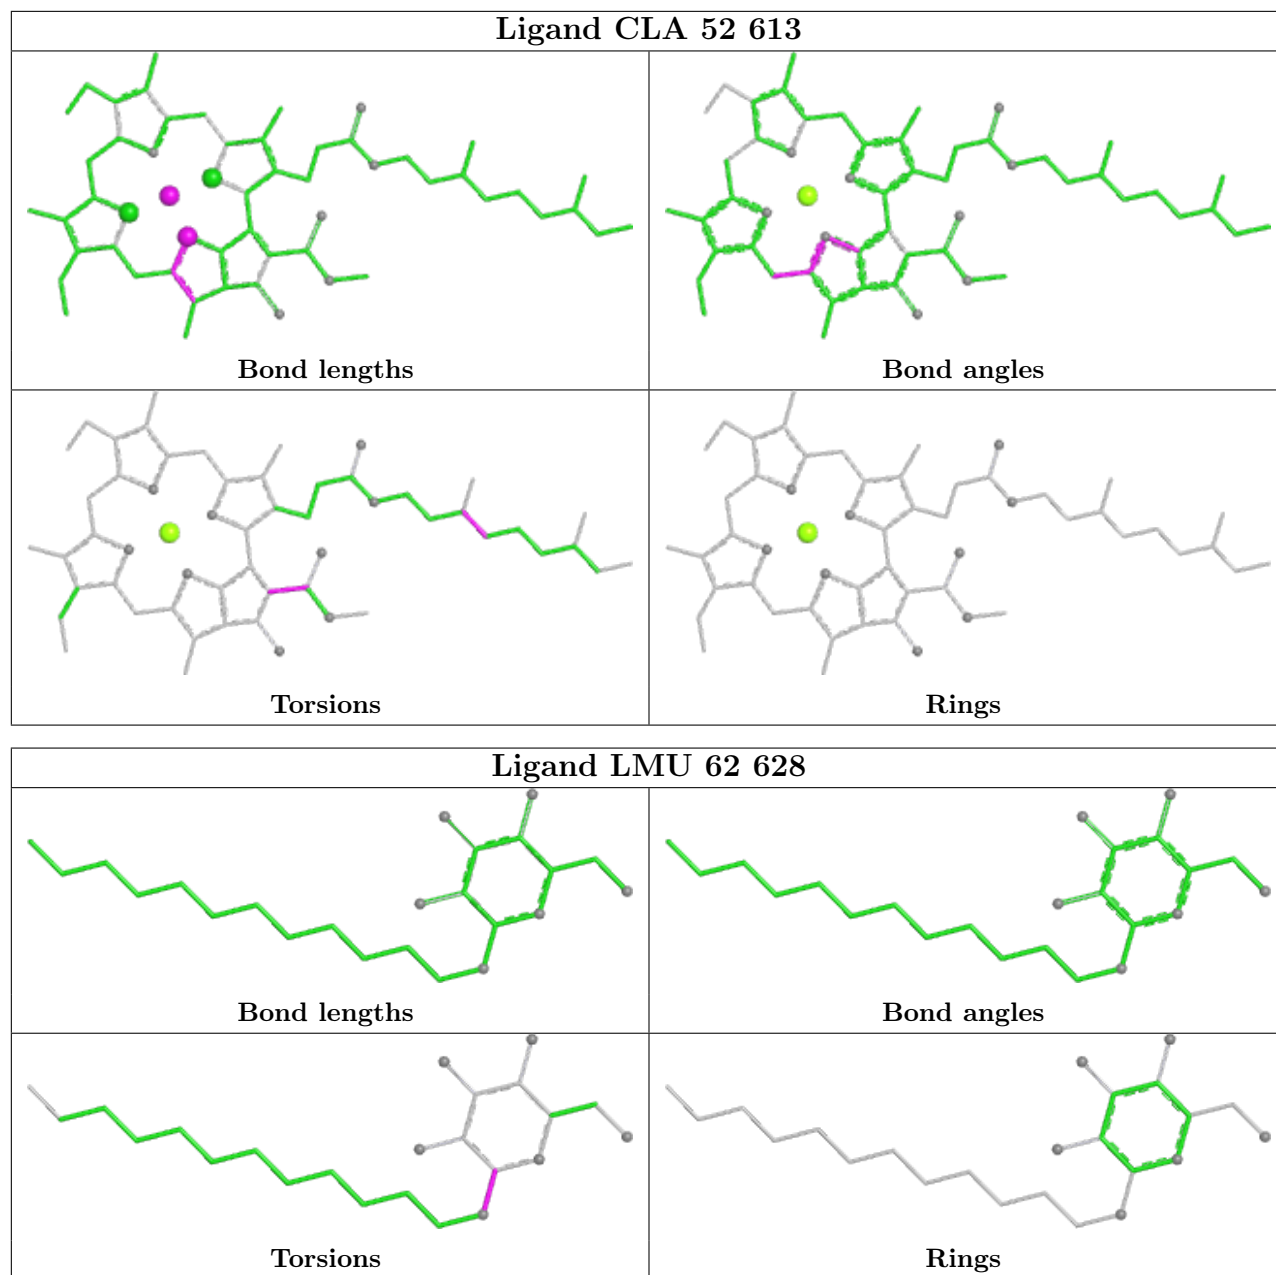 Ligand CLA 52 613
Bond lengths
Bond angles
Torsions
Rings
Ligand LMU 62 628
Bond lengths
Bond angles
Torsions
Rings